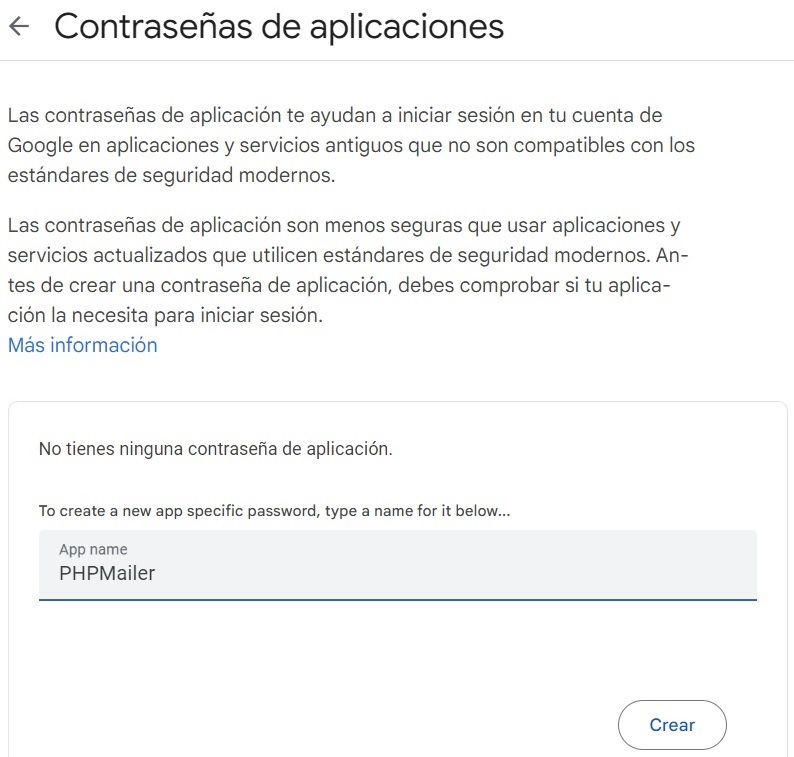 Contraseñas de aplicaciones
Las contraseñas de aplicación te ayudan a iniciar sesión en tu cuenta de
Google en aplicaciones y servicios antiguos que no son compatibles con los
estándares de seguridad modernos.
Las contraseñas de aplicación son menos seguras que usar aplicaciones y
servicios actualizados que utilicen estándares de seguridad modernos. An-
tes de crear una contraseña de aplicación, debes comprobar si tu aplica-
ción la necesita para iniciar sesión.
Más información
No tienes ninguna contraseña de aplicación.
To create a new app specific password, type a name for it below...
App name
PHPMailer
Crear